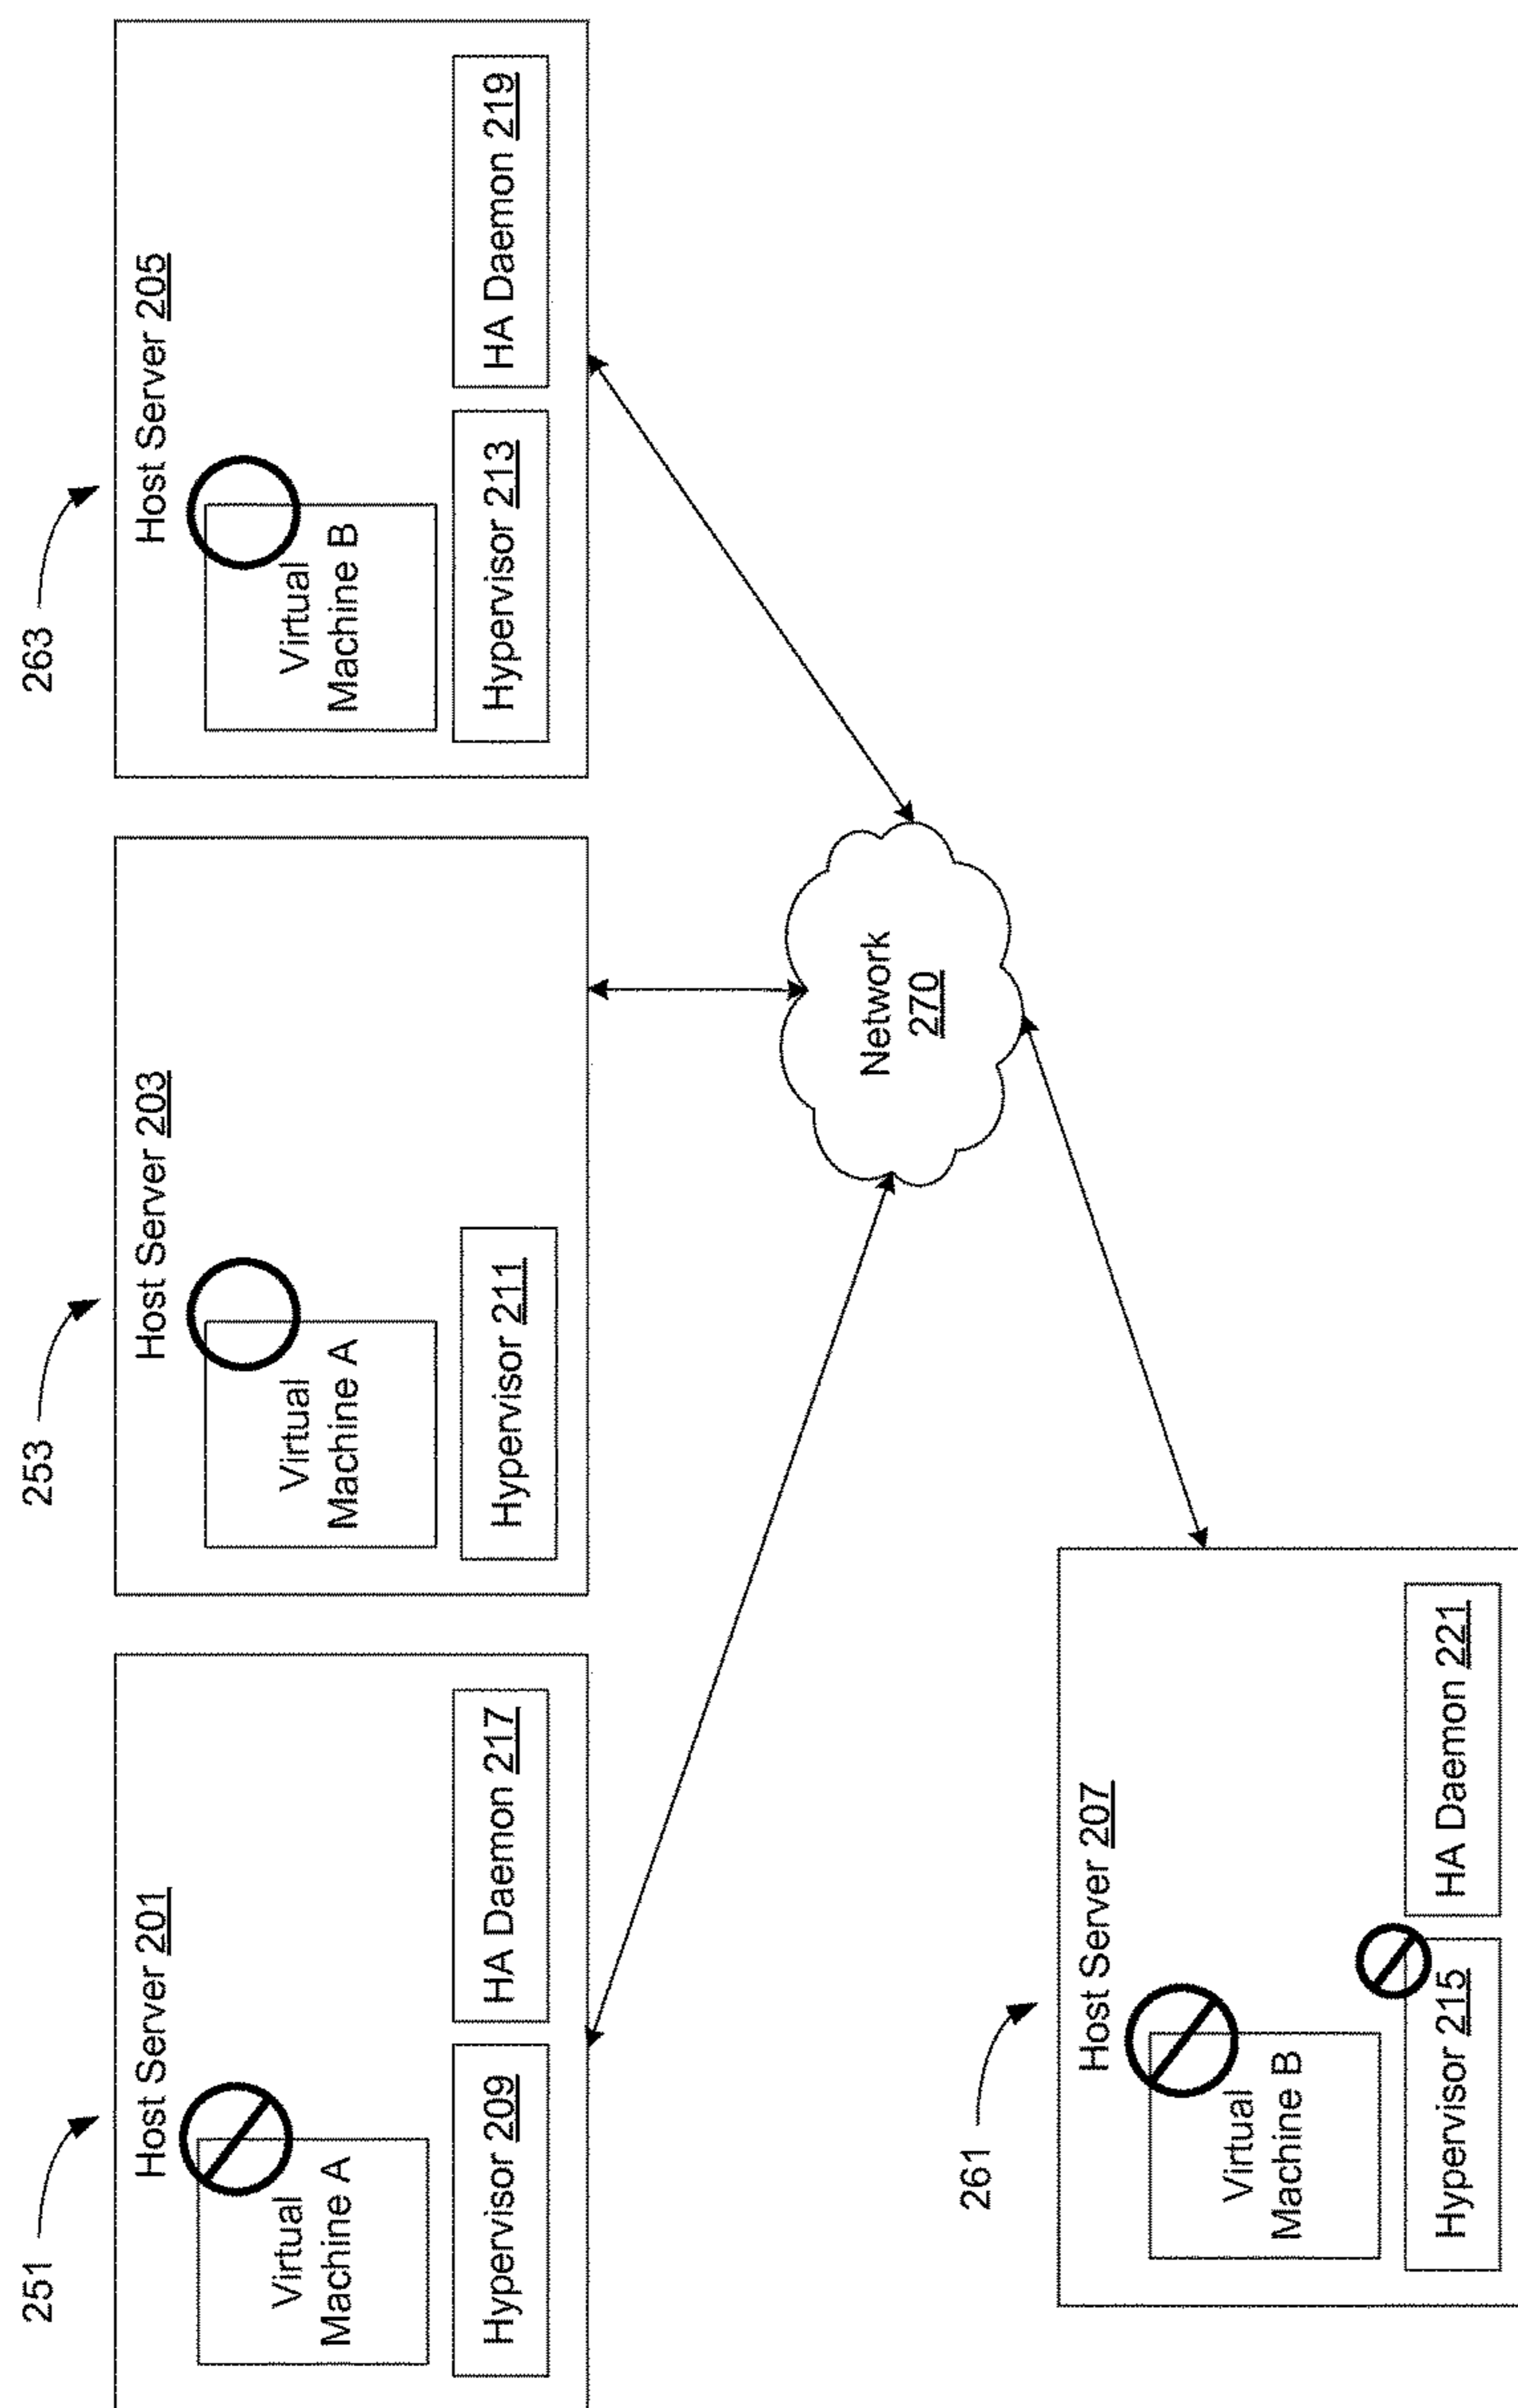 251
Host Server 201
Virtual
Machine A
Hypervisor 209
HA Daemon 217
253
Host Server 203
Virtual
Machine A
Hypervisor 211
263
Host Server 205
Virtual
Machine B
Hypervisor 213
HA Daemon 219
Network
270
261
Host Server 207
Virtual
Machine B
Hypervisor 215
HA Daemon 221